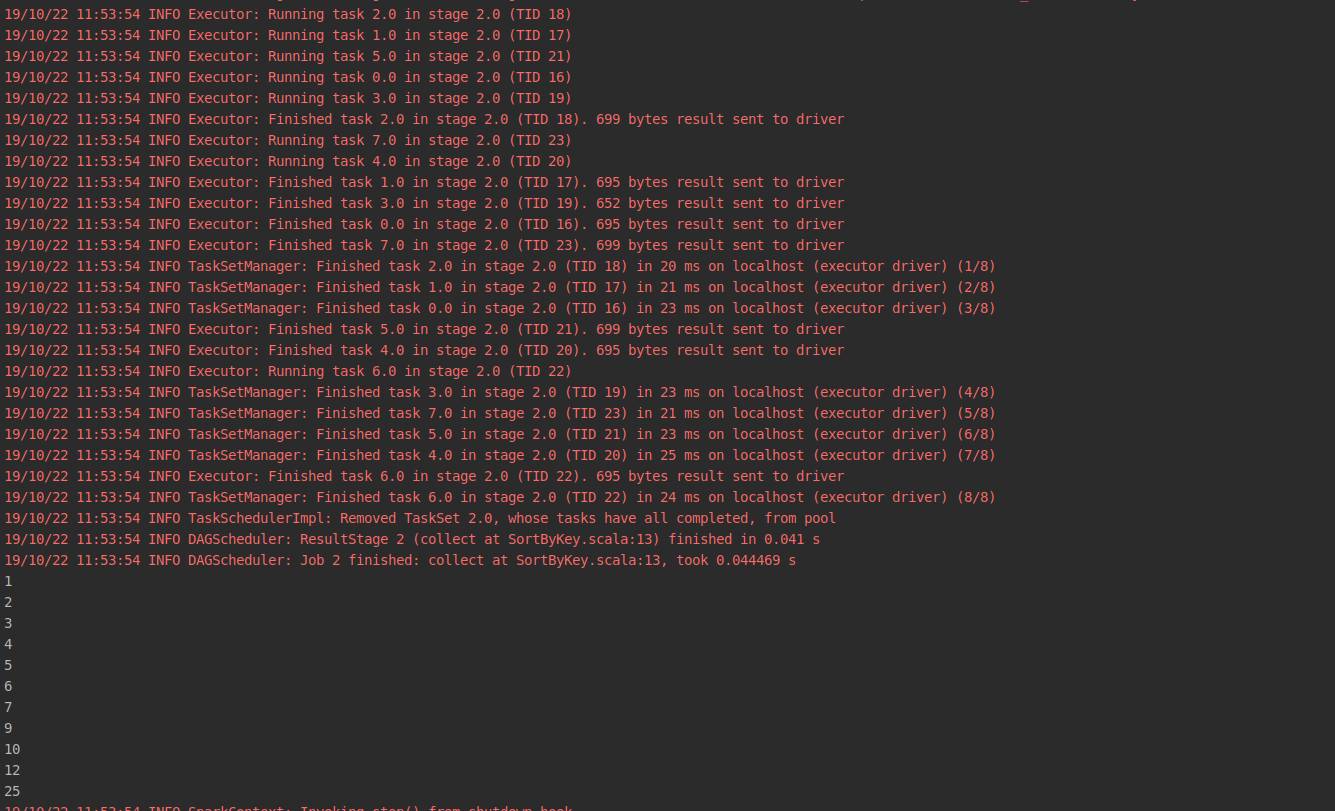 19/10/22 11:53:54 INFO Executor: Running task 2.0 in stage 2.0 (TID 18)
19/10/22 11:53:54 INFO Executor: Running task 1.0 in stage 2.0 (TID 17)
19/10/22 11:53:54 INFO Executor: Running task 5.0 in stage 2.0 (TID 21)
19/10/22 11:53:54 INFO Executor: Running task 0.0 in stage 2.0 (TID 16)
19/10/22 11:53:54 INFO Executor: Running task 3.0 in stage 2.0 (TID 19)
19/10/22 11:53:54 INFO Executor: Finished task 2.0 in stage 2.0 (TID 18). 699 bytes result sent to driver
19/10/22 11:53:54 INFO Executor: Running task 7.0 in stage 2.0 (TID 23)
19/10/22 11:53:54 INFO Executor: Running task 4.0 in stage 2.0 (TID 20)
19/10/22 11:53:54 INFO Executor: Finished task 1.0 in stage 2.0 (TID 17). 695 bytes result sent to driver
19/10/22 11:53:54 INFO Executor: Finished task 3.0 in stage 2.0 (TID 19). 652 bytes result sent to driver
19/10/22 11:53:54 INFO Executor: Finished task 0.0 in stage 2.0 (TID 16). 695 bytes result sent to driver
19/10/22 11:53:54 INFO Executor: Finished task 7.0 in stage 2.0 (TID 23). 699 bytes result sent to driver
19/10/22 11:53:54 INFO TaskSetManager: Finished task 2.0 in stage 2.0 (TID 18) in 20 ms on localhost (executor driver) (1/8)
19/10/22 11:53:54 INFO TaskSetManager: Finished task 1.0 in stage 2.0 (TID 17) in 21 ms on localhost (executor driver) (2/8)
19/10/22 11:53:54 INFO TaskSetManager: Finished task 0.0 in stage 2.0 (TID 16) in 23 ms on localhost (executor driver) (3/8)
19/10/22 11:53:54 INFO Executor: Finished task 5.0 in stage 2.0 (TID 21). 699 bytes result sent to driver
19/10/22 11:53:54 INFO Executor: Finished task 4.0 in stage 2.0 (TID 20). 695 bytes result sent to driver
19/10/22 11:53:54 INFO Executor: Running task 6.0 in stage 2.0 (TID 22)
19/10/22 11:53:54 INFO TaskSetManager: Finished task 3.0 in stage 2.0 (TID 19) in 23 ms on localhost (executor driver) (4/8)
19/10/22 11:53:54 INFO TaskSetManager: Finished task 7.0 in stage 2.0 (TID 23) in 21 ms on localhost (executor driver) (5/8)
19/10/22 11:53:54 INFO TaskSetManager: Finished task 5.0 in stage 2.0 (TID 21) in 23 ms on localhost (executor driver) (6/8)
19/10/22 11:53:54 INFO TaskSetManager: Finished task 4.0 in stage 2.0 (TID 20) in 25 ms on localhost (executor driver) (7/8)
19/10/22 11:53:54 INFO Executor: Finished task 6.0 in stage 2.0 (TID 22). 695 bytes result sent to driver
19/10/22 11:53:54 INFO TaskSetManager: Finished task 6.0 in stage 2.0 (TID 22) in 24 ms on localhost (executor driver) (8/8)
19/10/22 11:53:54 INFO TaskSchedulerImpl: Removed TaskSet 2.0, whose tasks have all completed, from pool
19/10/22 11:53:54 INFO DAGScheduler: ResultStage 2 (collect at SortByKey.scala:13) finished in 0.041 s
19/10/22 11:53:54 INFO DAGScheduler: Job 2 finished: collect at SortByKey.scala:13, took 0.044469 s
1
2
3
4
5
6
7
9
10
12
25
19/10/22 11:53:54 INFO SparkContext: Invoking stop() from shutdown hook